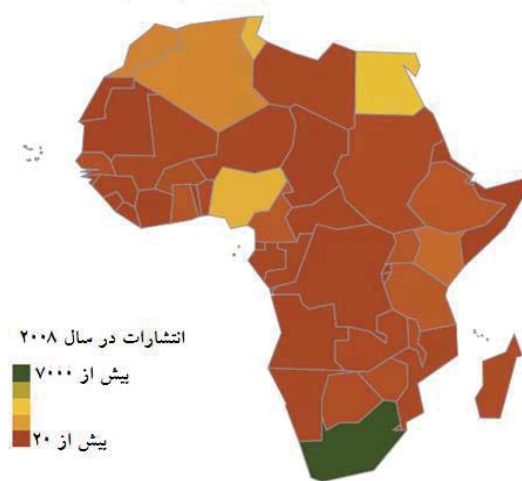 انتشارات در سال ۲۰۰۸
بیش از ۷۰۰۰
بیش از ۲۰